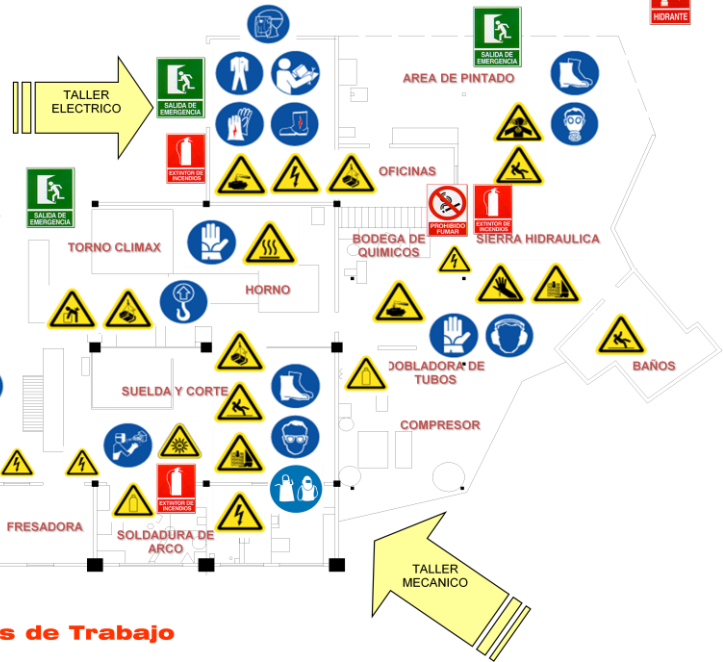 HIDRANTE
SALIDA DE
EMERGENCIA
AREA DE PINTADO
TALLER
ELECTRICO
SALIDA DE
EMERGENCIA
EXTINTOR DE
INCENDIOS
OFICINAS
SALIDA DE
EMERGENCIA
PROHIBIDO
FUMAR
EXTINTOR DE
INCENDIOS
TORNO CLIMAX
BODEGA DE
QUIMICOS
SIERRA HIDRAULICA
HORNO
SUELDA Y CORTE
DOBLADORA DE
TUBOS
BAÑOS
COMPRESOR
EXTINTOR DE
INCENDIOS
FRESADORA
SOLDADURA DE
ARCO
TALLER
MECANICO
s de Trabajo